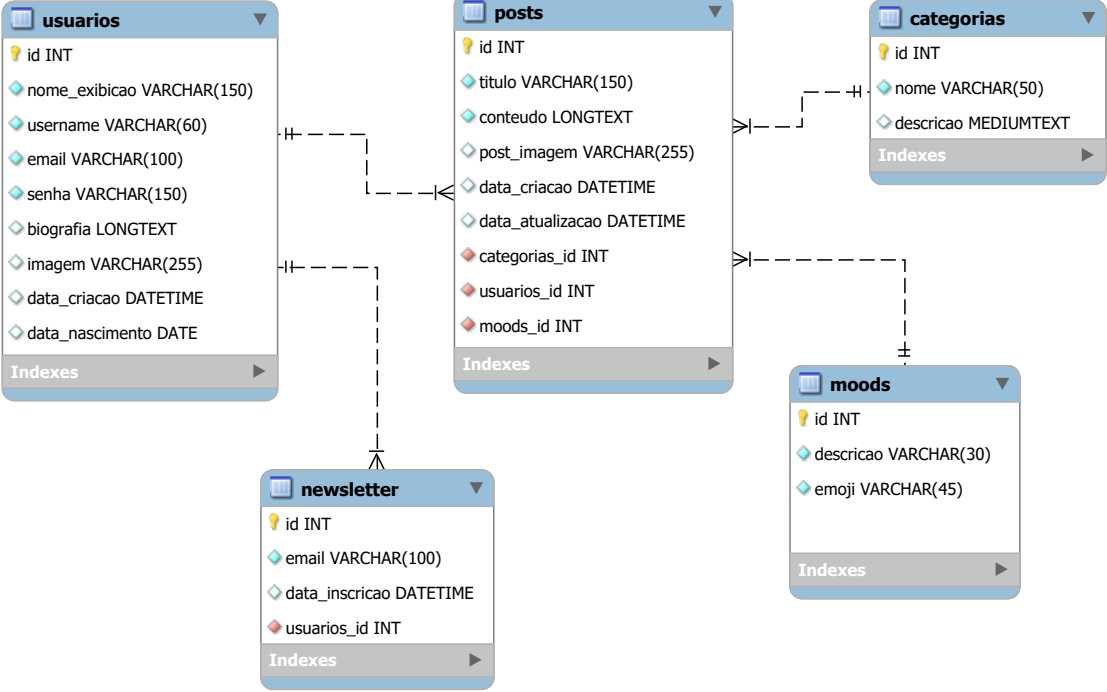 usuarios
id INT
nome_exibicao VARCHAR(150)
username VARCHAR(60)
email VARCHAR(100)
senha VARCHAR(150)
biografia LONGTEXT
imagem VARCHAR(255)
data_criacao DATETIME
data_nascimento DATE
Indexes
posts
id INT
titulo VARCHAR(150)
conteudo LONGTEXT
post_imagem VARCHAR(255)
data_criacao DATETIME
data_atualizacao DATETIME
categorias_id INT
usuarios_id INT
moods_id INT
Indexes
categorias
id INT
nome VARCHAR(50)
descricao MEDIUMTEXT
Indexes
moods
id INT
descricao VARCHAR(30)
emoji VARCHAR(45)
Indexes
newsletter
id INT
email VARCHAR(100)
data_inscricao DATETIME
usuarios_id INT
Indexes